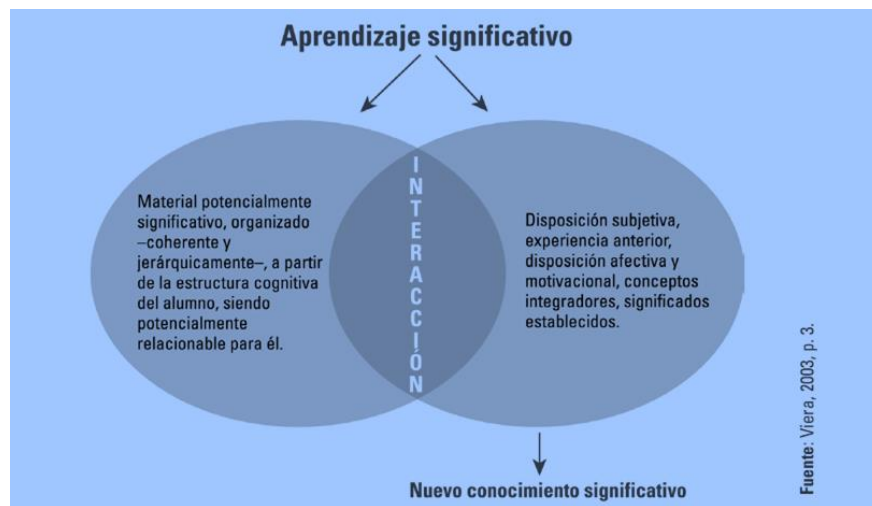 Aprendizaje significativo
Material potencialmente
significativo, organizado
–coherente y
jerárquicamente–, a partir
de la estructura cognitiva
del alumno, siendo
potencialmente
relacionable para él.
INTERACCIÓN
Disposición subjetiva,
experiencia anterior,
disposición afectiva y
motivacional, conceptos
integradores, significados
establecidos.
Nuevo conocimiento significativo
Fuente: Viera, 2003, p. 3.